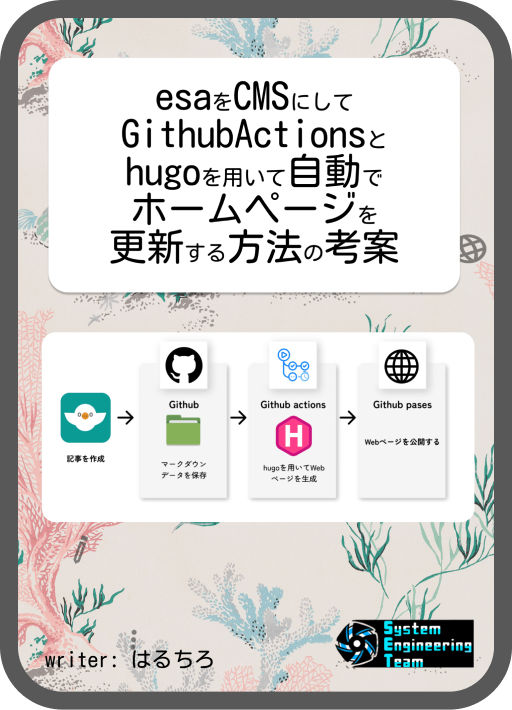 esaをCMSにして
GithubActionsと
hugoを用いて自動で
ホームページを
更新する方法の考案
記事を作成
Github
マークダウン
データを保存
Github actions
hugoを用いてWeb
ページを生成
Github pases
Webページを公開する
writer: はるちろ
System
Engineering
Team